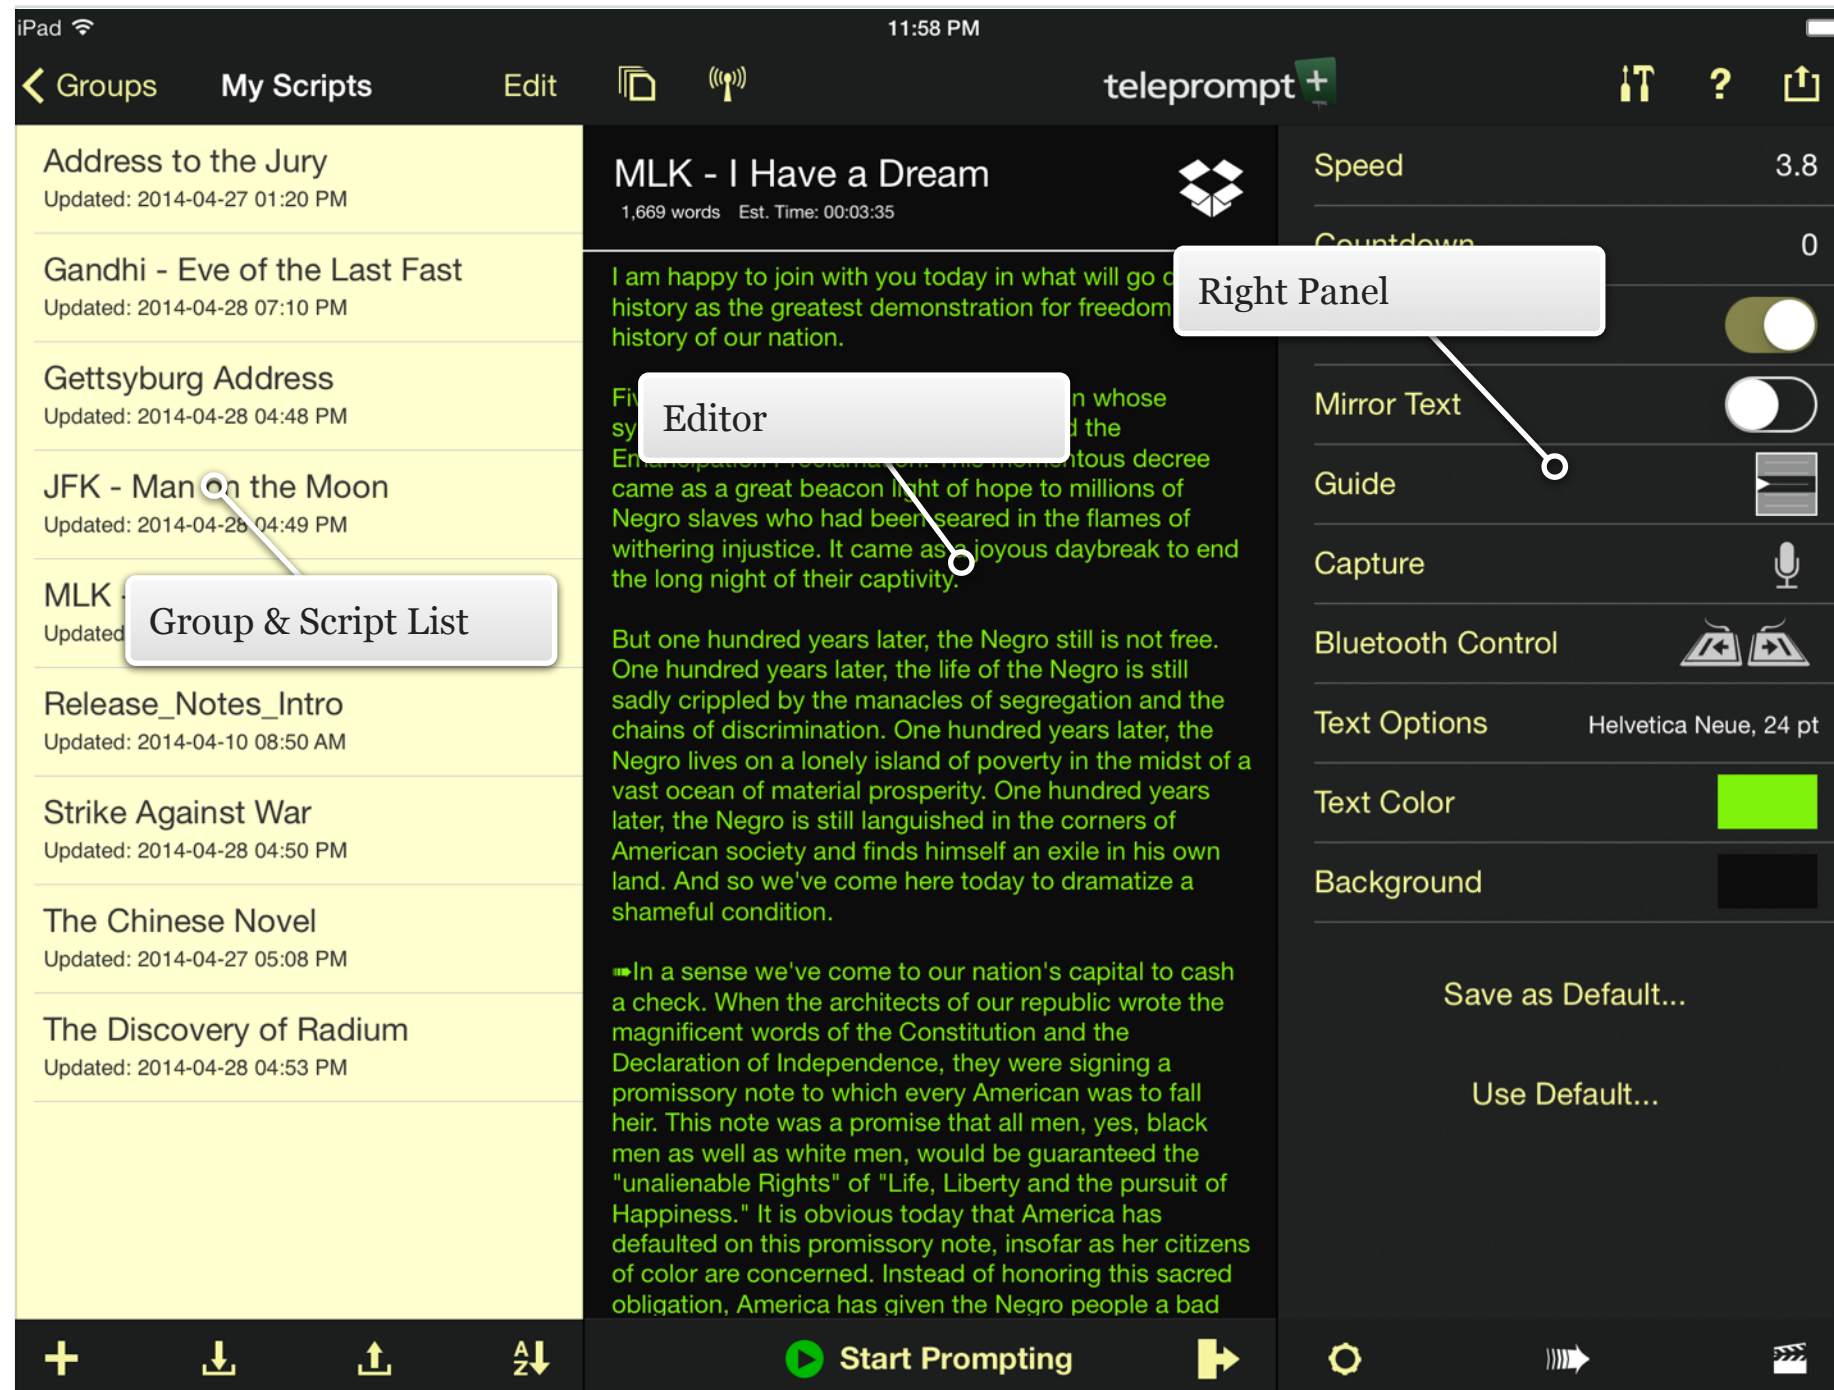 iPad
11:58 PM
Groups
My Scripts
Edit
teleprompt+
?
Address to the Jury
Updated: 2014-04-27 01:20 PM
Gandhi - Eve of the Last Fast
Updated: 2014-04-28 07:10 PM
Gettsyburg Address
Updated: 2014-04-28 04:48 PM
JFK - Man on the Moon
Updated: 2014-04-28 04:49 PM
MLK -
Updated
Group & Script List
Release_Notes_Intro
Updated: 2014-04-10 08:50 AM
Strike Against War
Updated: 2014-04-28 04:50 PM
The Chinese Novel
Updated: 2014-04-27 05:08 PM
The Discovery of Radium
Updated: 2014-04-28 04:53 PM
A
Z
MLK - I Have a Dream
1,669 words Est. Time: 00:03:35
I am happy to join with you today in what will go
history as the greatest demonstration for freedom
history of our nation.
Editor
n whose
the
Emancipation Proclamation. This momentous decree
came as a great beacon light of hope to millions of
Negro slaves who had been seared in the flames of
withering injustice. It came as a joyous daybreak to end
the long night of their captivity.
But one hundred years later, the Negro still is not free.
One hundred years later, the life of the Negro is still
sadly crippled by the manacles of segregation and the
chains of discrimination. One hundred years later, the
Negro lives on a lonely island of poverty in the midst of a
vast ocean of material prosperity. One hundred years
later, the Negro is still languished in the corners of
American society and finds himself an exile in his own
land. And so we've come here today to dramatize a
shameful condition.
In a sense we've come to our nation's capital to cash
a check. When the architects of our republic wrote the
magnificent words of the Constitution and the
Declaration of Independence, they were signing a
promissory note to which every American was to fall
heir. This note was a promise that all men, yes, black
men as well as white men, would be guaranteed the
"unalienable Rights" of "Life, Liberty and the pursuit of
Happiness." It is obvious today that America has
defaulted on this promissory note, insofar as her citizens
of color are concerned. Instead of honoring this sacred
obligation, America has given the Negro people a bad
Start Prompting
Speed 3.8
Countdown 0
Right Panel
Mirror Text
Guide
Capture
Bluetooth Control
Text Options Helvetica Neue, 24 pt
Text Color
Background
Save as Default...
Use Default...